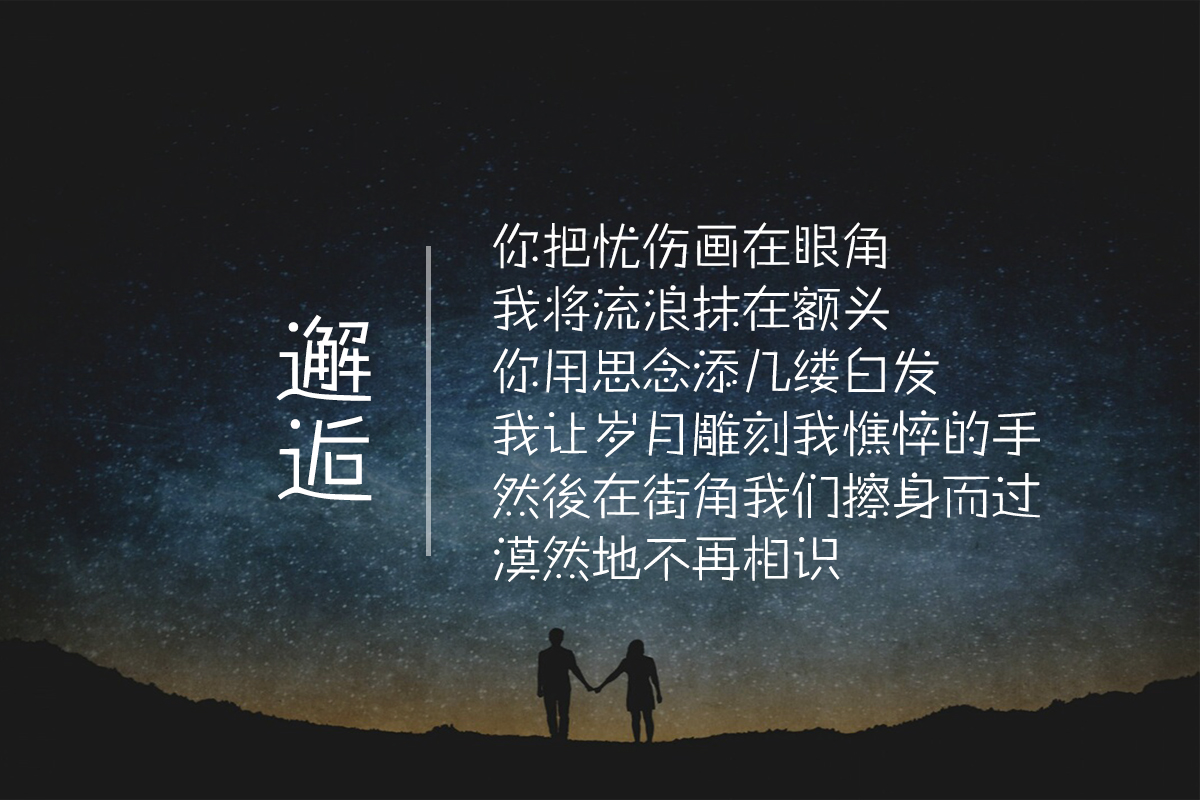 邂逅
你把忧伤画在眼角
我将流浪抹在额头
你用思念添几缕白发
我让岁月雕刻我憔悴的手
然後在街角我们擦身而过
漠然地不再相识